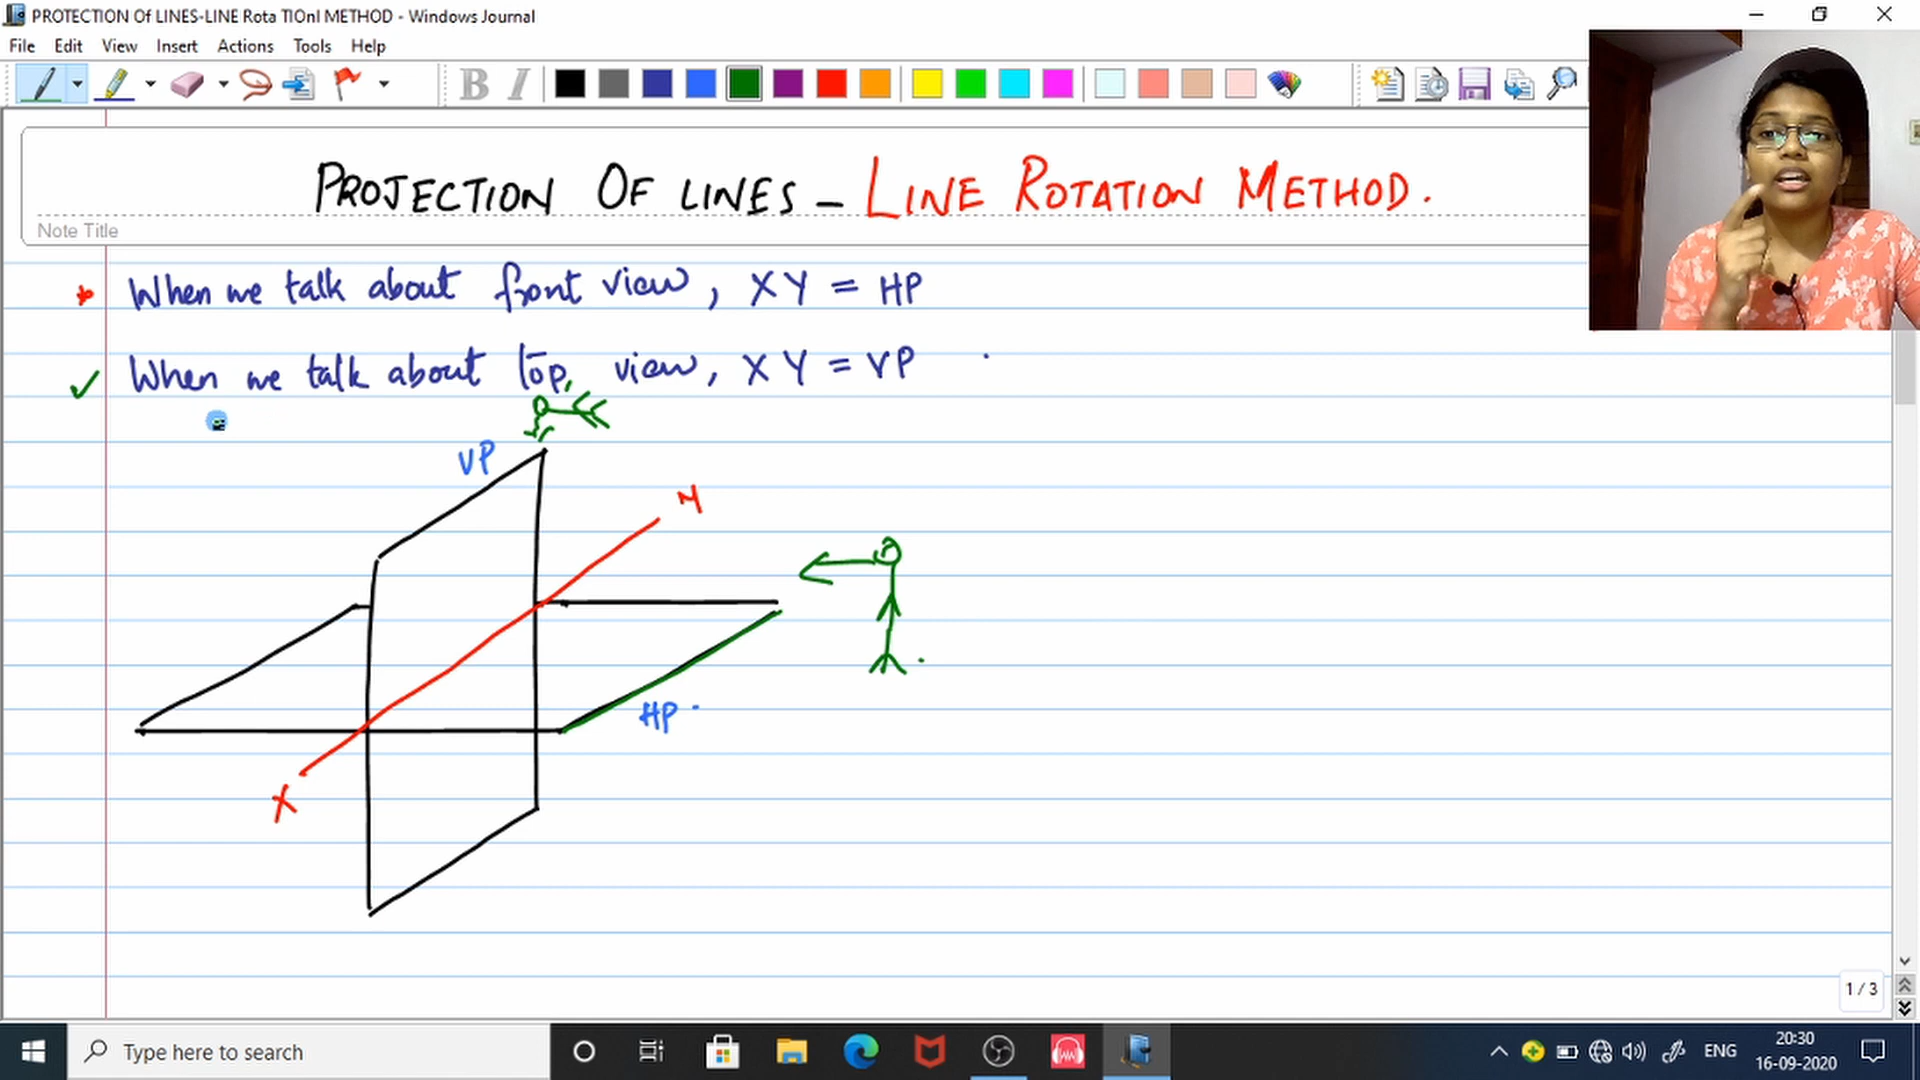 PROTECTION Of LINES-LINE Rota TIOnI METHOD - Windows Journal
File Edit View Insert Actions Tools Help
B I
PROJECTION OF LINES - LINE ROTATION METHOD.
Note Title
When we talk about front view, XY = HP
When we talk about top view, XY = VP
VP
Y
HP
X
1 / 3
Type here to search
ENG
20:30
16-09-2020